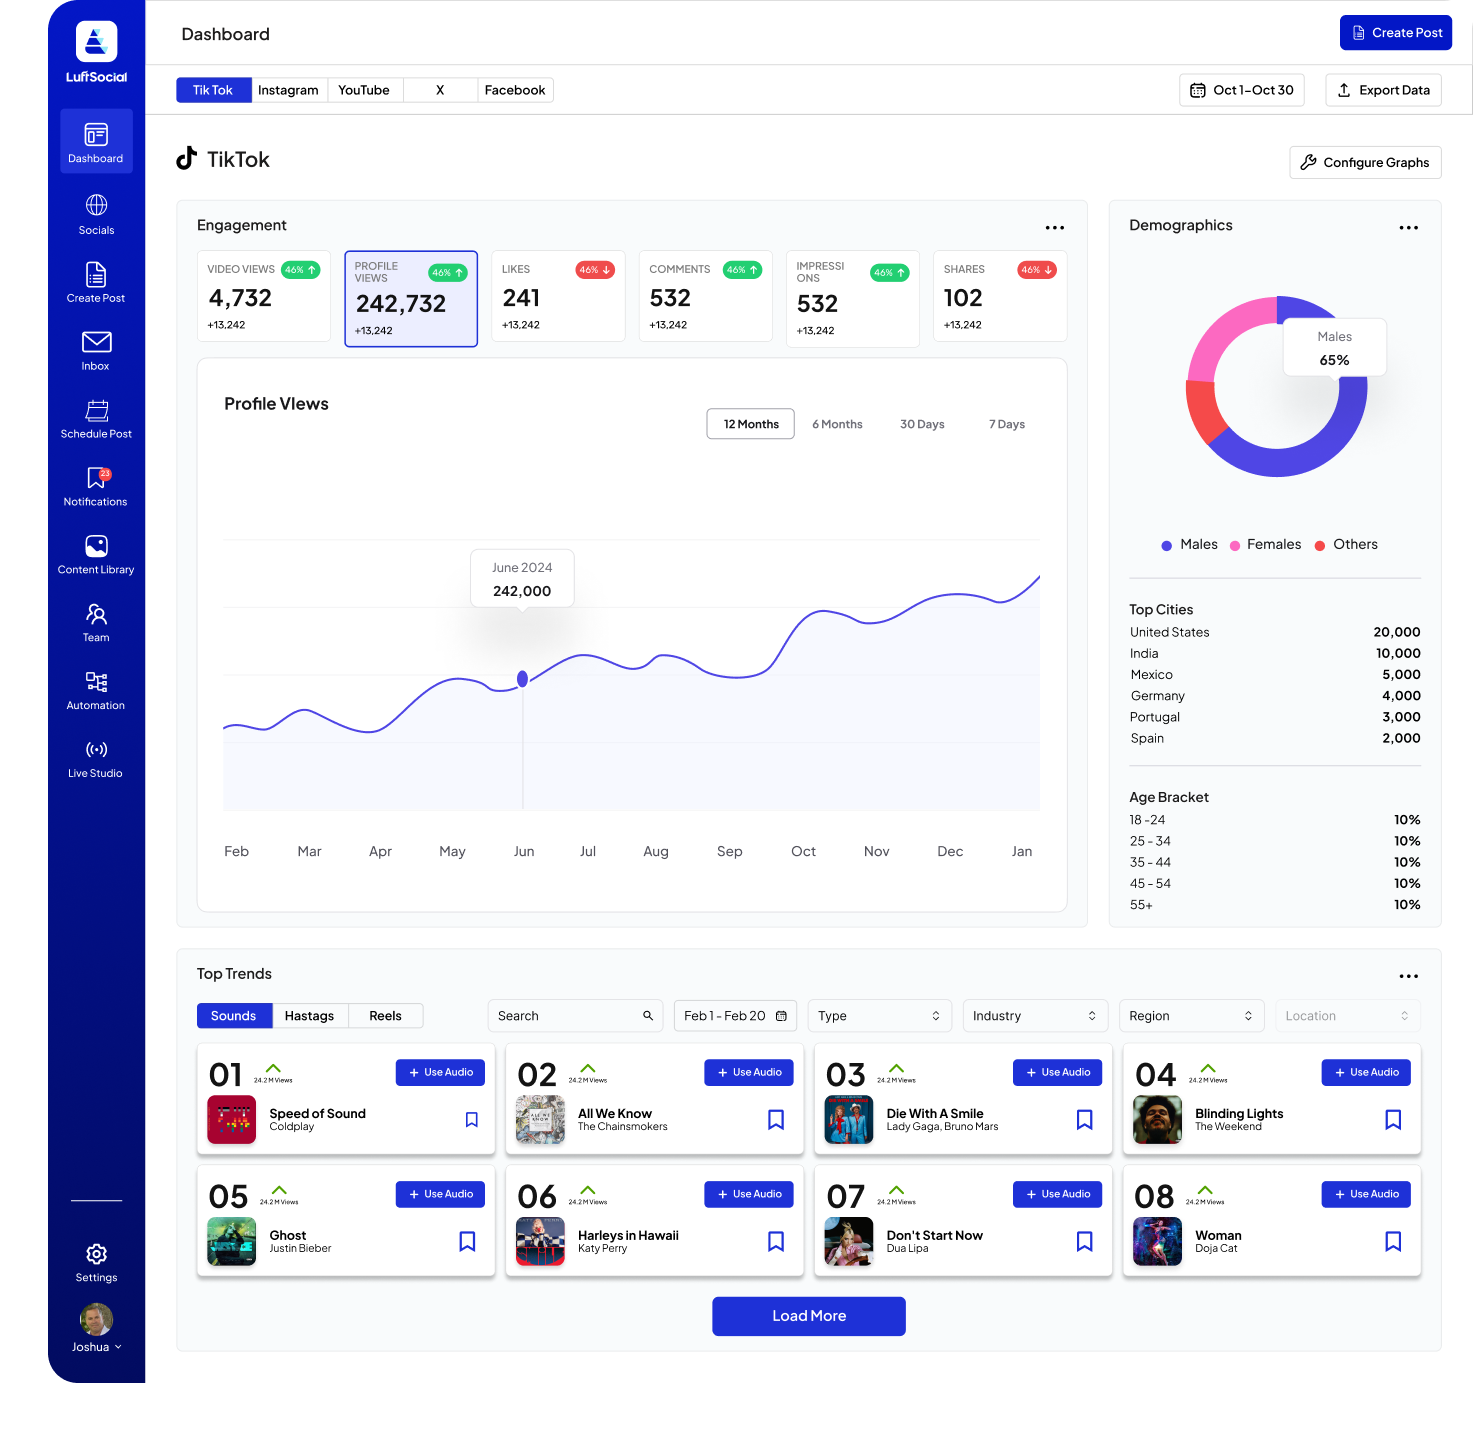 LuftSocial
Dashboard
Socials
Create Post
Inbox
Schedule Post
23
Notifications
Content Library
Team
Automation
Live Studio
Settings
Joshua
Dashboard
Create Post
Tik Tok Instagram YouTube X Facebook
Oct 1-Oct 30 Export Data
TikTok
Configure Graphs
Engagement
VIDEO VIEWS 46%
4,732
+13,242
PROFILE
VIEWS 46%
242,732
+13,242
LIKES 46%
241
+13,242
COMMENTS 46%
532
+13,242
IMPRESSI
ONS 46%
532
+13,242
SHARES 46%
102
+13,242
Profile VIews
12 Months 6 Months 30 Days 7 Days
June 2024
242,000
Feb Mar Apr May Jun Jul Aug Sep Oct Nov Dec Jan
Demographics
Males
65%
Males Females Others
Top Cities
United States 20,000
India 10,000
Mexico 5,000
Germany 4,000
Portugal 3,000
Spain 2,000
Age Bracket
18 -24 10%
25 - 34 10%
35 - 44 10%
45 - 54 10%
55+ 10%
Top Trends
Sounds Hastags Reels
Search Feb 1 - Feb 20 Type Industry Region Location
01 24.2 M Views + Use Audio
Speed of Sound
Coldplay
02 24.2 M Views + Use Audio
ALL WE
KNOW
All We Know
The Chainsmokers
03 24.2 M Views + Use Audio
Die With A Smile
Lady Gaga, Bruno Mars
04 24.2 M Views + Use Audio
Blinding Lights
The Weekend
05 24.2 M Views + Use Audio
Ghost
Justin Bieber
06 24.2 M Views + Use Audio
Harleys in Hawaii
Katy Perry
07 24.2 M Views + Use Audio
Don't Start Now
Dua Lipa
08 24.2 M Views + Use Audio
Woman
Doja Cat
Load More